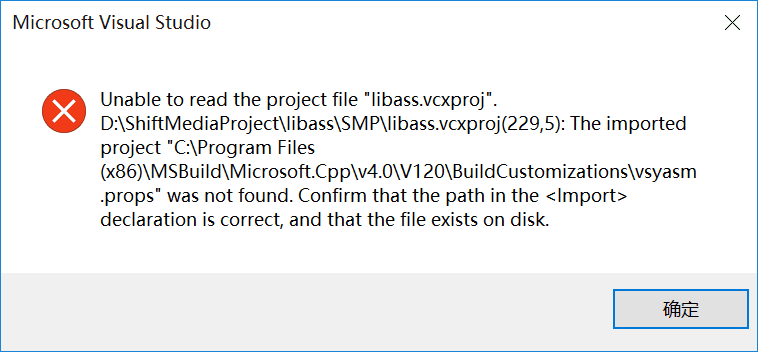 Microsoft Visual Studio
Unable to read the project file "libass.vcxproj".
D:\ShiftMediaProject\libass\SMP\libass.vcxproj(229,5): The imported
project "C:\Program Files
(x86)\MSBuild\Microsoft.Cpp\v4.0\V120\BuildCustomizations\vsyasm
.props" was not found. Confirm that the path in the <Import>
declaration is correct, and that the file exists on disk.
确定